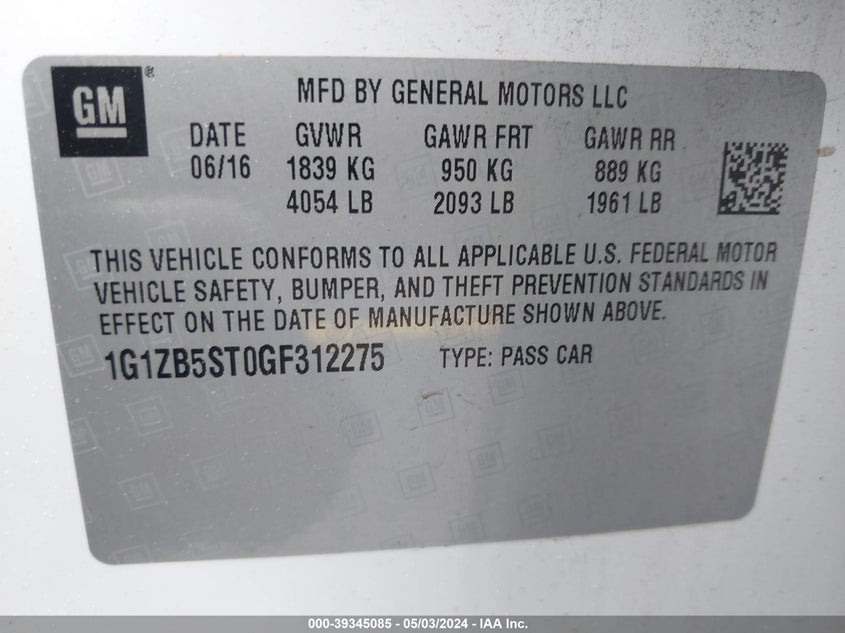 GM®
MFD BY GENERAL MOTORS LLC
DATE GVWR GAWR FRT GAWR RR
06/16 1839 KG 950 KG 889 KG
4054 LB 2093 LB 1961 LB
THIS VEHICLE CONFORMS TO ALL APPLICABLE U.S. FEDERAL MOTOR
VEHICLE SAFETY, BUMPER, AND THEFT PREVENTION STANDARDS IN
EFFECT ON THE DATE OF MANUFACTURE SHOWN ABOVE.
1G1ZB5ST0GF312275 TYPE: PASS CAR
000-39345085 - 05/03/2024 - IAA Inc.